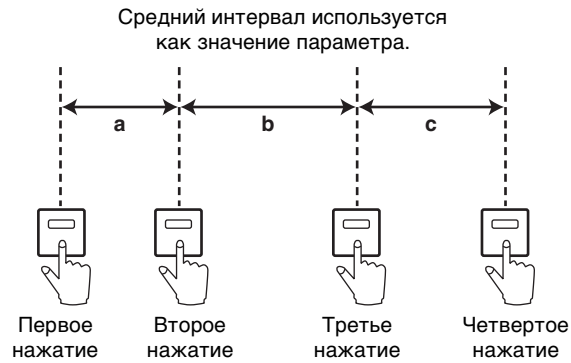 Средний интервал используется
как значение параметра.
a b c
Первое нажатие
Второе нажатие
Третье нажатие
Четвертое нажатие